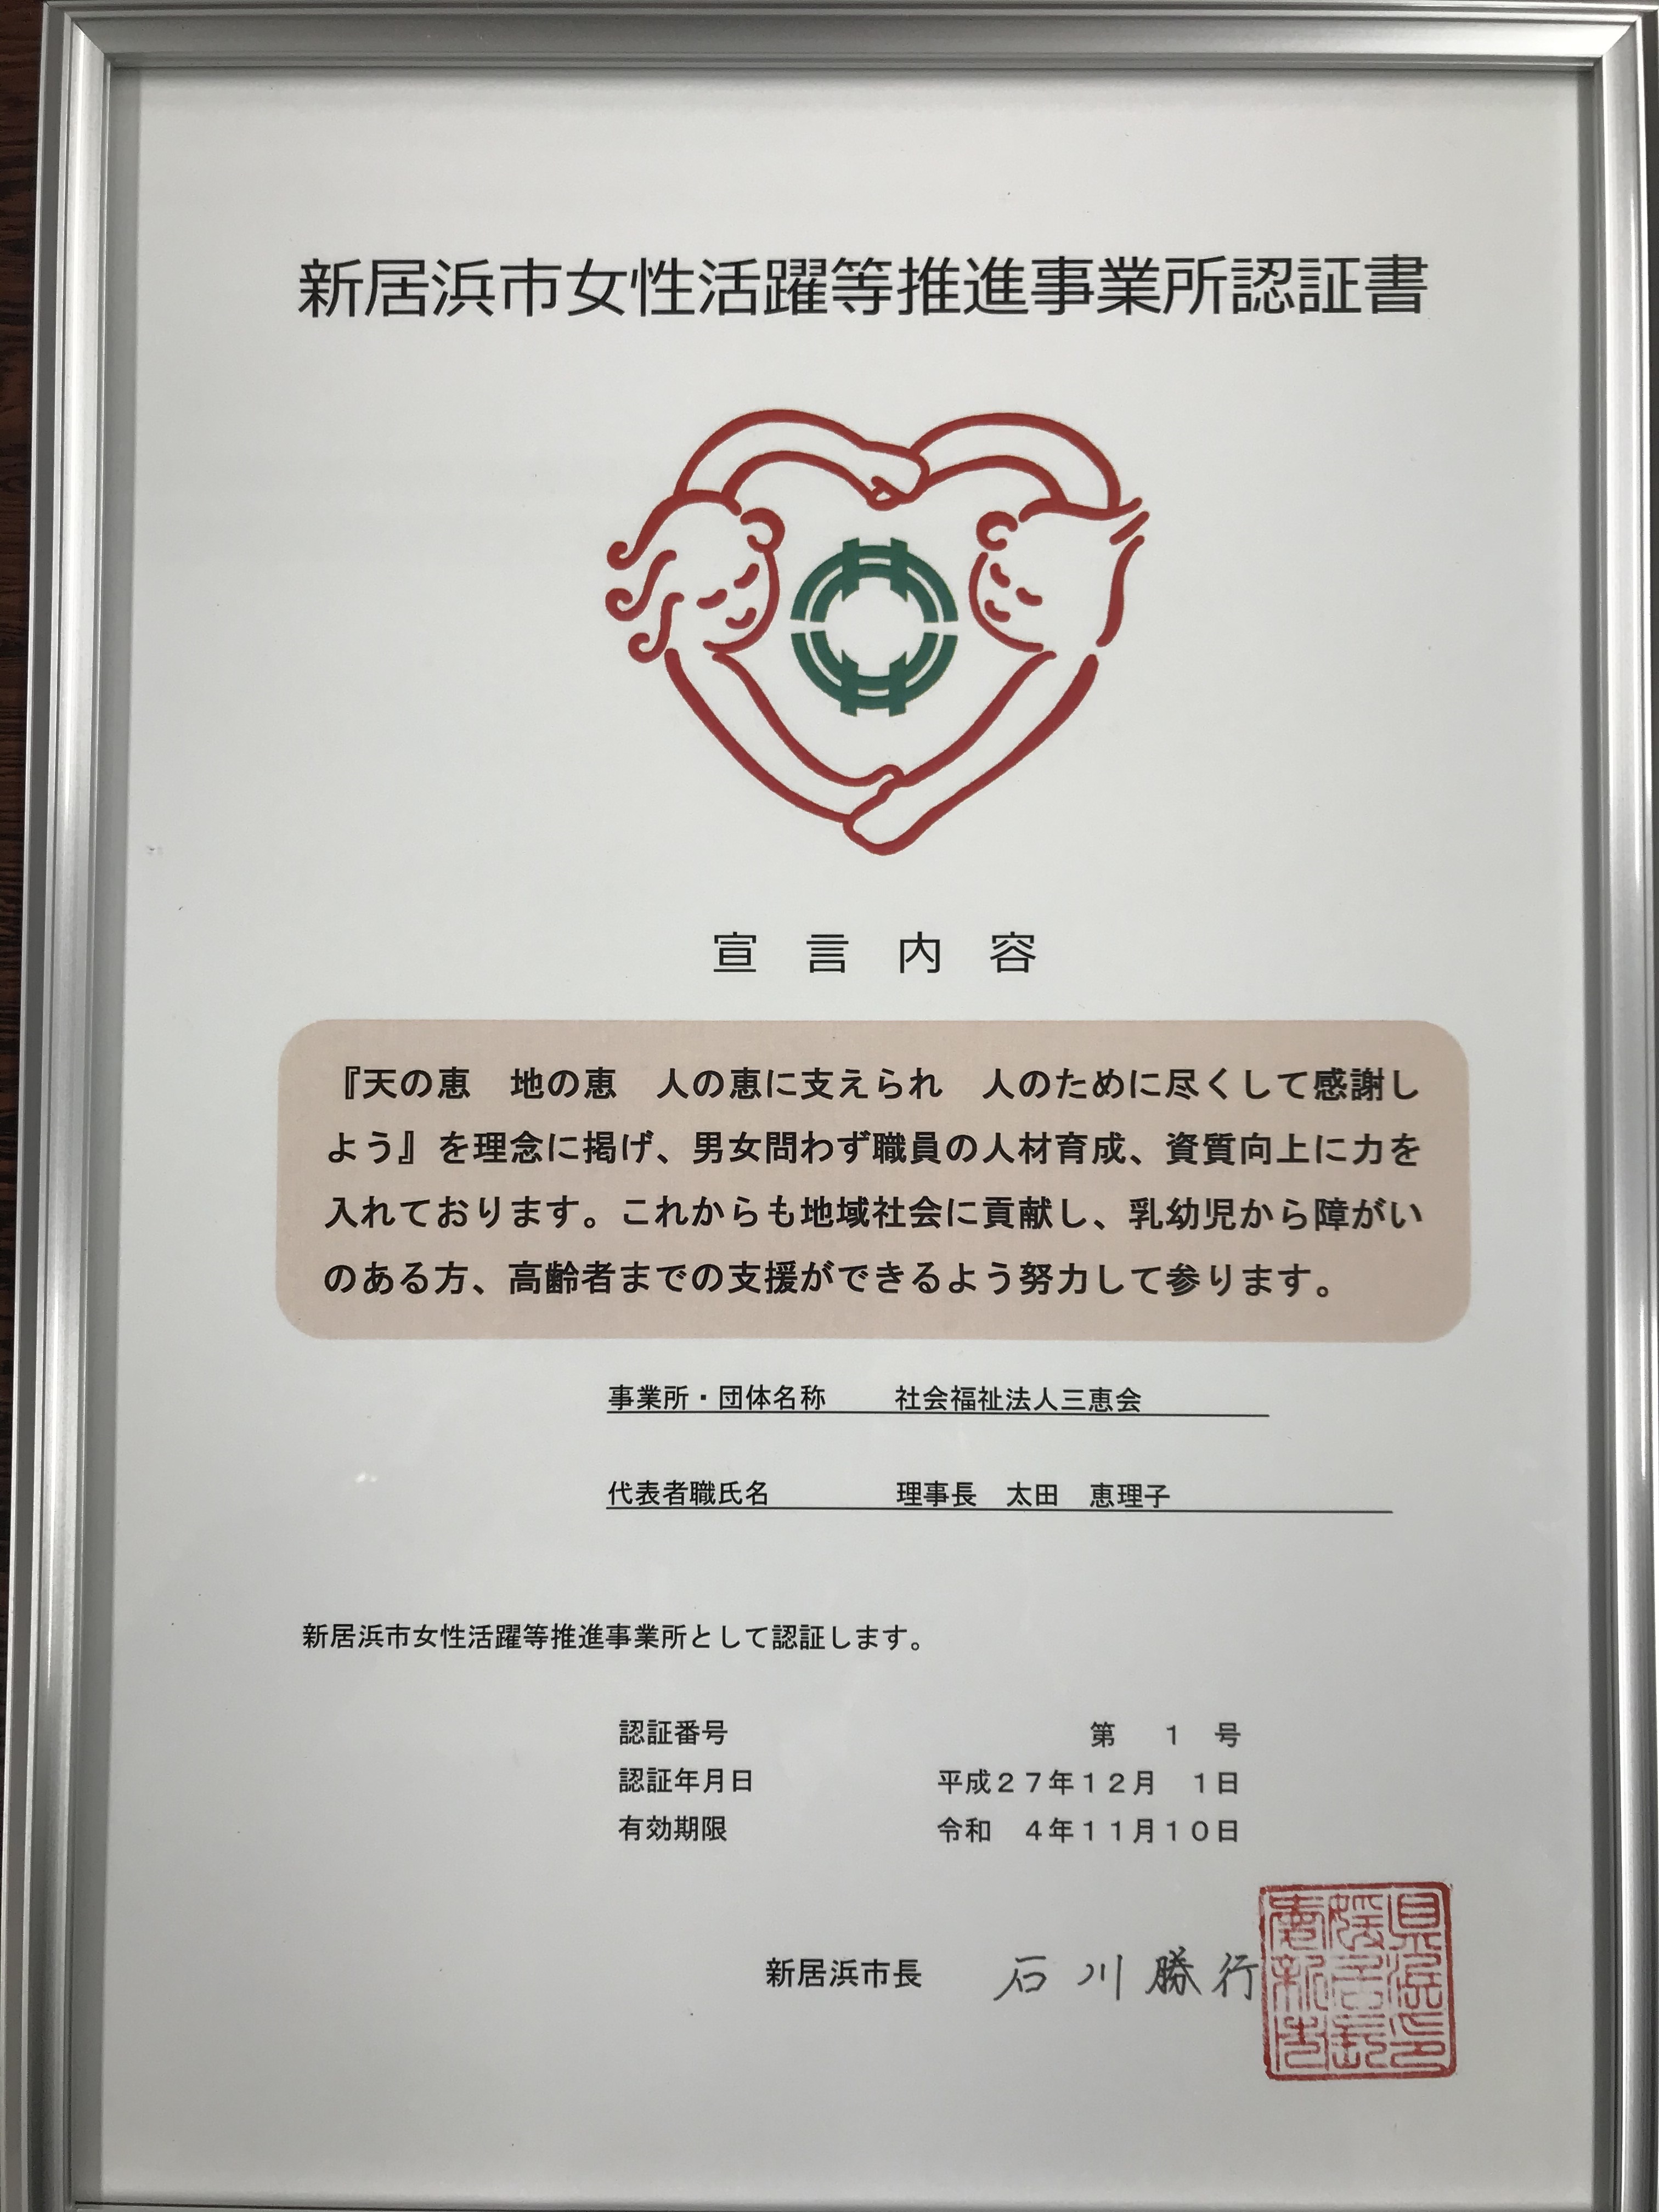 新居浜市女性活躍等推進事業所認証書
宣言内容
『天の恵　地の恵　人の恵に支えられ　人のために尽くして感謝し
よう』を理念に掲げ、男女問わず職員の人材育成、資質向上に力を
入れております。これからも地域社会に貢献し、乳幼児から障がい
のある方、高齢者までの支援ができるよう努力して参ります。
事業所・団体名称　社会福祉法人三恵会
代表者職氏名　理事長　太田　恵理子
新居浜市女性活躍等推進事業所として認証します。
認証番号　第　１　号
認証年月日　平成２７年１２月　１日
有効期限　令和　４年１１月１０日
新居浜市長　石川勝行